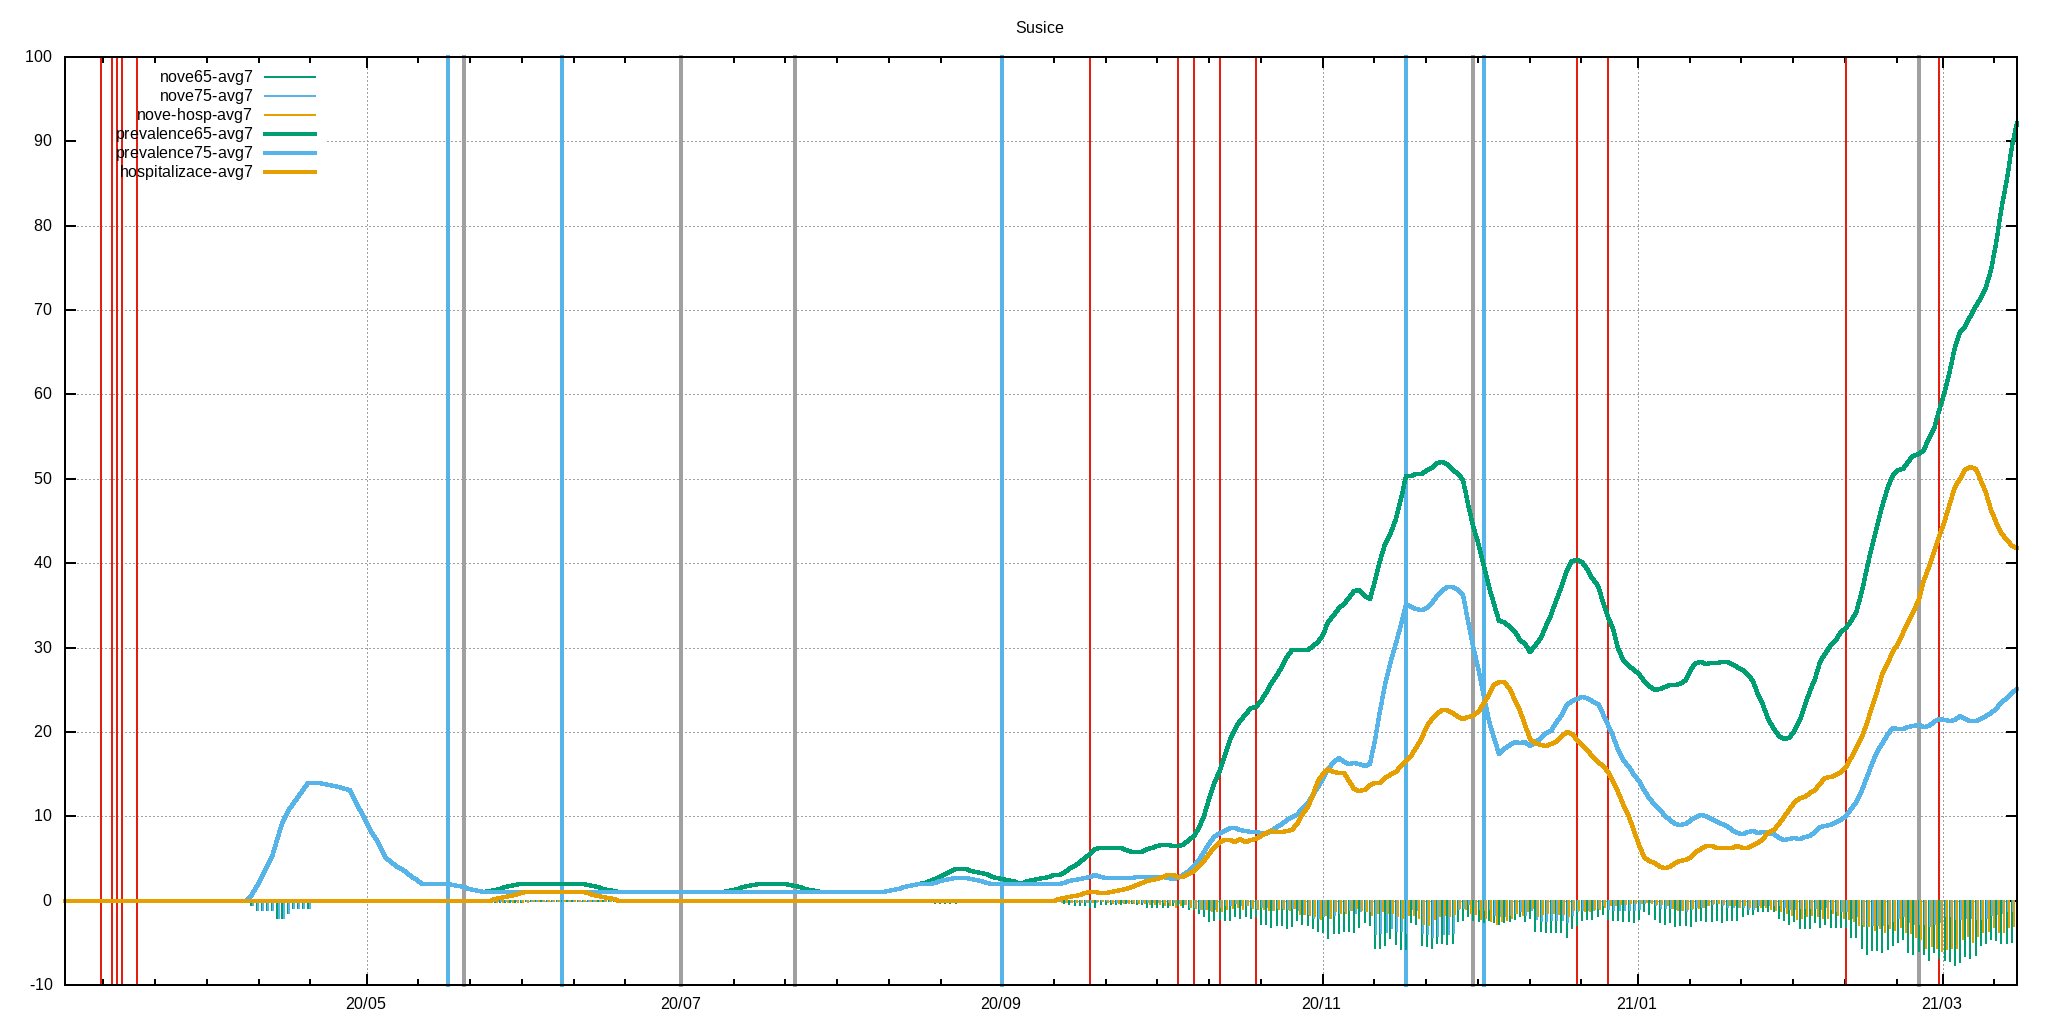 Susice
100
nove65-avg7
nove75-avg7
nove-hosp-avg7
90
prevalence65-avg7
prevalence75-avg7
hospitalizace-avg7
80
70
60
50
40
30
20
10
0
-10
20/05 20/07 20/09 20/11 21/01 21/03